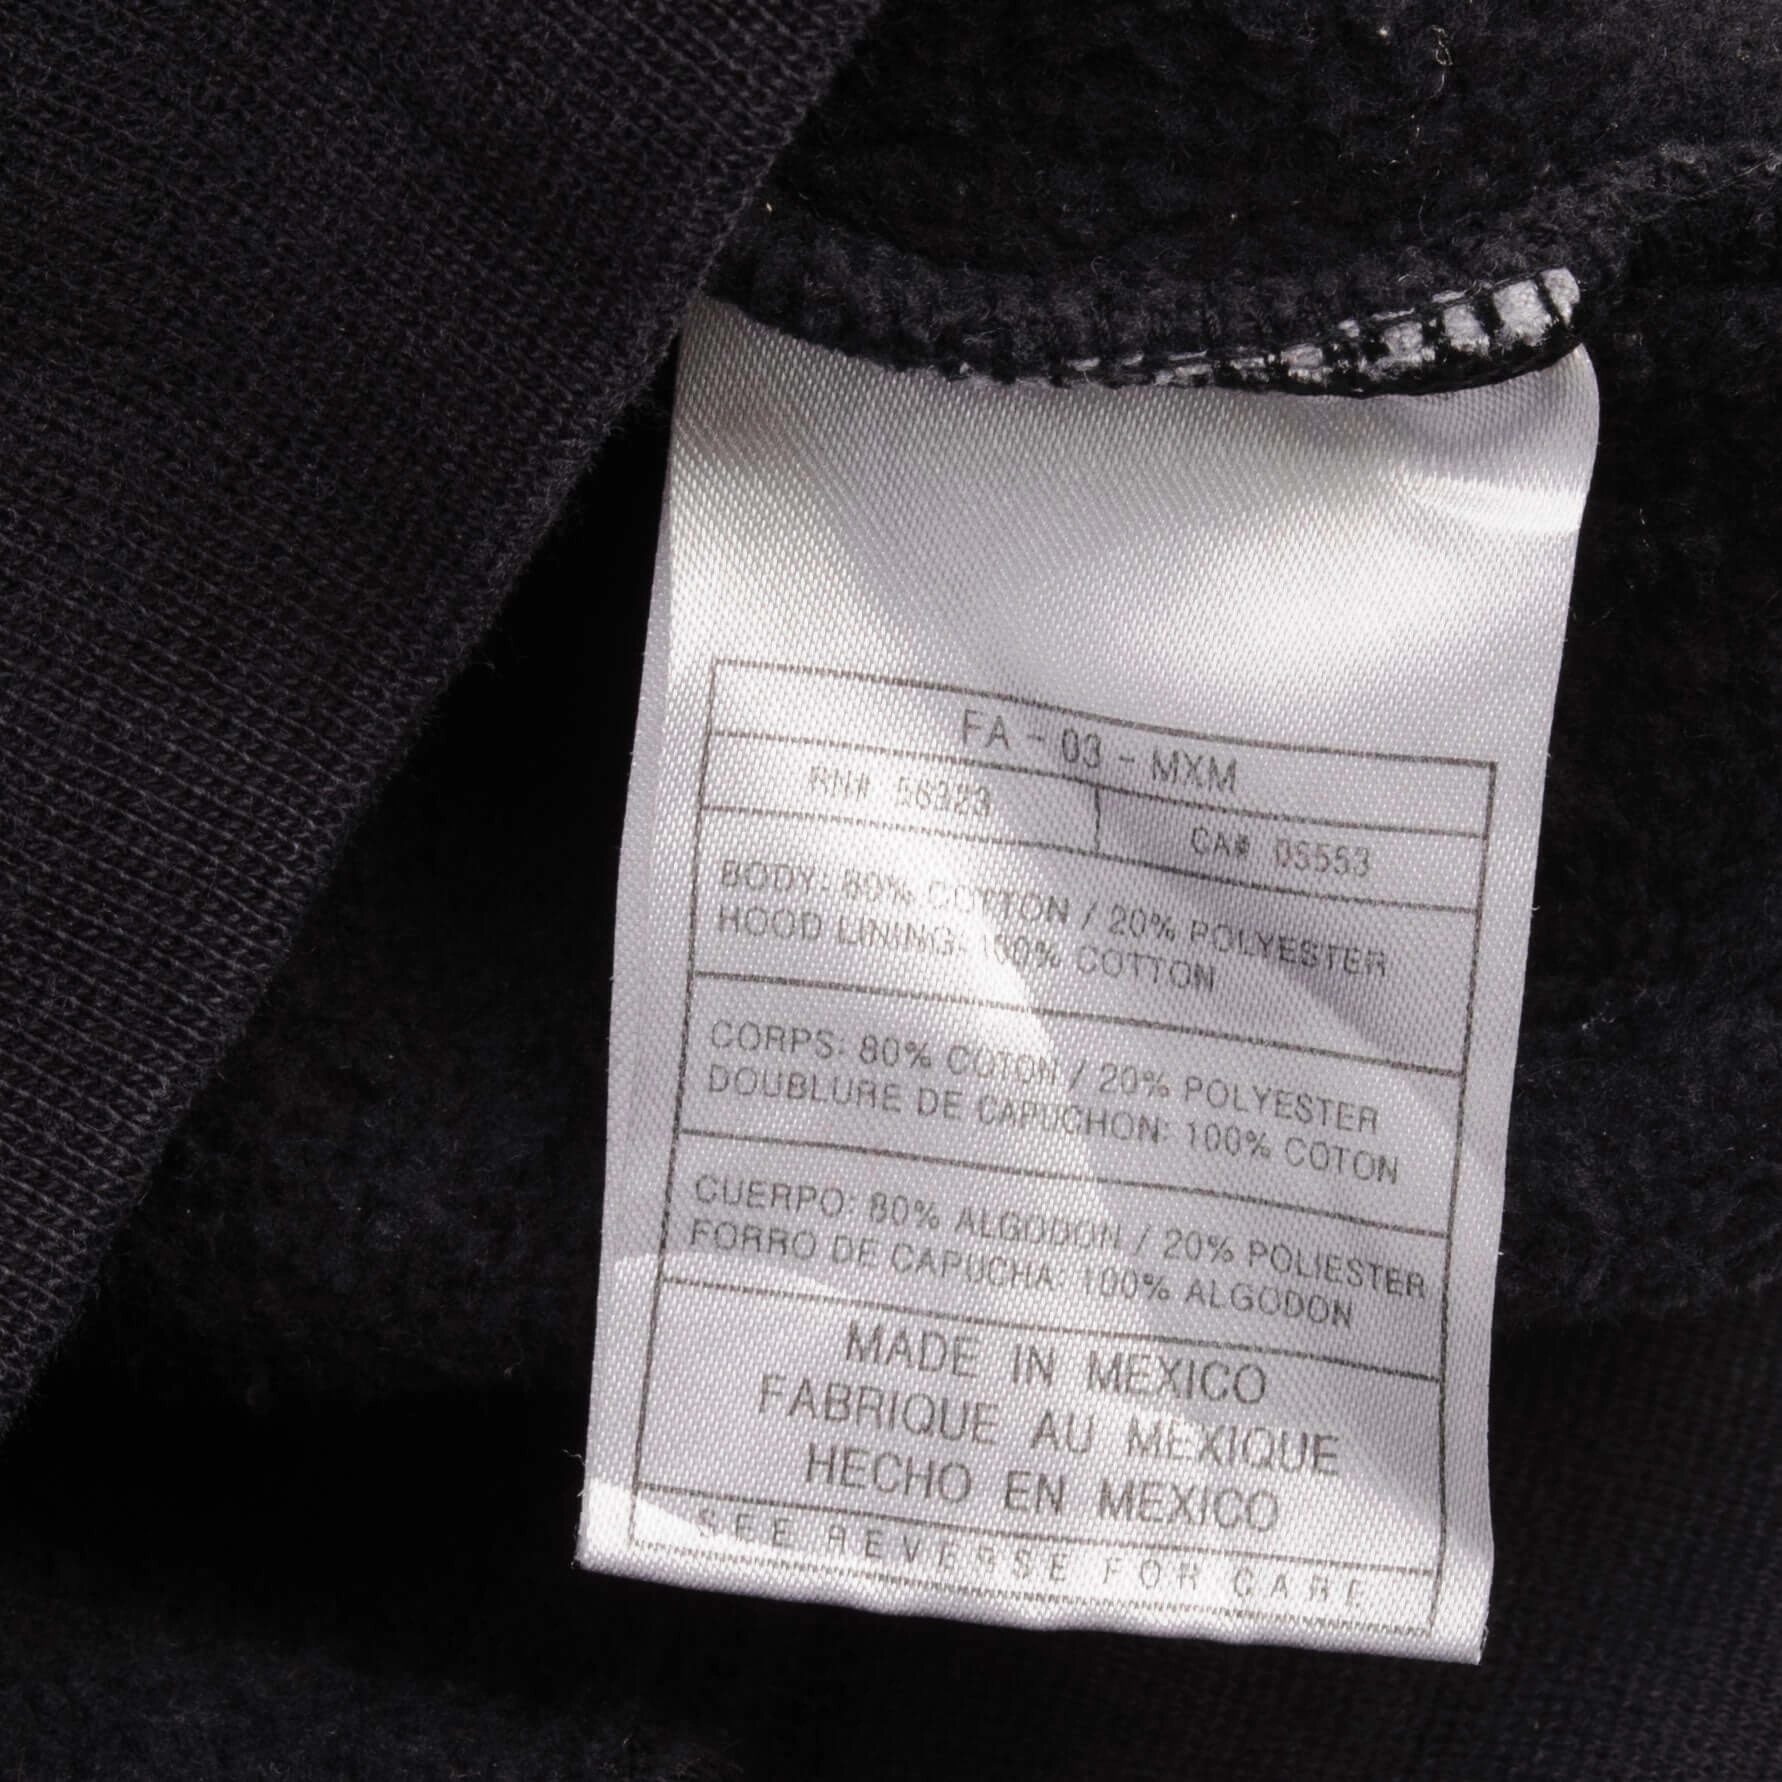 FA - 03 - MXM
RN# 56323
CA# 05553
BODY: 80% COTTON / 20% POLYESTER
HOOD LINING: 100% COTTON
CORPS: 80% COTON / 20% POLYESTER
DOUBLURE DE CAPUCHON: 100% COTON
CUERPO: 80% ALGODON / 20% POLIESTER
FORRO DE CAPUCHA: 100% ALGODON
MADE IN MEXICO
FABRIQUE AU MEXIQUE
HECHO EN MEXICO
SEE REVERSE FOR CARE